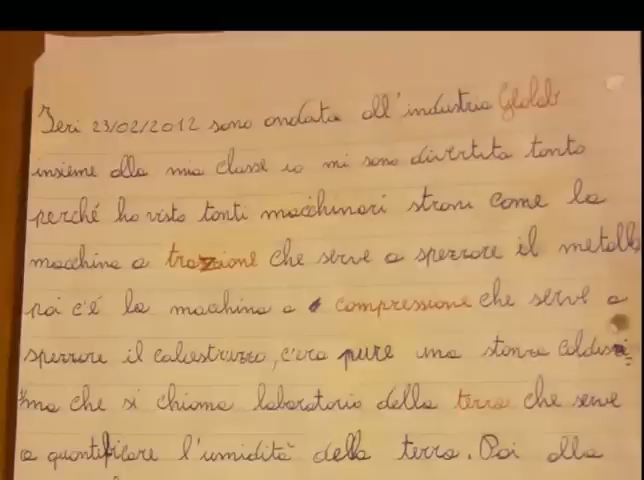 Ieri 23/02/2012 sono andata all'industria
insieme alla mia classe io mi sono divertita tanto
perché ho visto tanti macchinari strani come la
macchina a trazione che serve a spezzare il metallo
poi c'é la macchina a compressione che serve a
spezzare il calcestruzzo, c'era pure una stanza caldissi=
ma che si chiama laboratorio della terra che serve
a quantificare l'umidità della terra. Poi alla